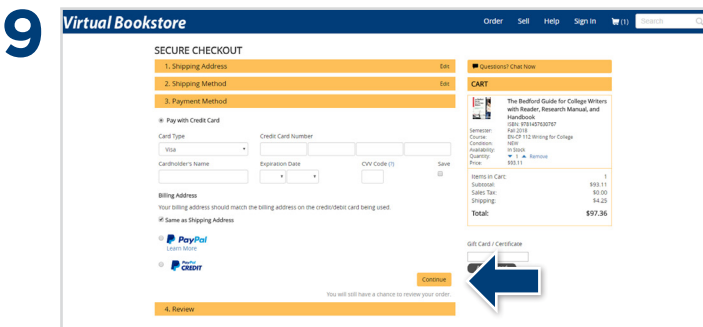 9
Virtual Bookstore
Order Sell Help Sign In (1) Search
SECURE CHECKOUT
1. Shipping Address Edit
2. Shipping Method Edit
3. Payment Method
Pay with Credit Card
Card Type Credit Card Number
Visa
Cardholder's Name Expiration Date CVV Code (?) Save
Billing Address
Your billing address should match the billing address on the credit/debit card being used.
Same as Shipping Address
PayPal
Learn More
PayPal
CREDIT
Continue
You will still have a chance to review your order.
4. Review
Questions? Chat Now
CART
The Bedford Guide for College Writers
with Reader, Research Manual, and
Handbook
ISBN: 9781457630767
Semester: Fall 2018
Course: EN-CP 112 Writing for College
Condition: NEW
Availability: In Stock
Quantity: 1 Remove
Price: $93.11
Items in Cart: 1
Subtotal: $93.11
Sales Tax: $0.00
Shipping: $4.25
Total: $97.36
Gift Card / Certificate